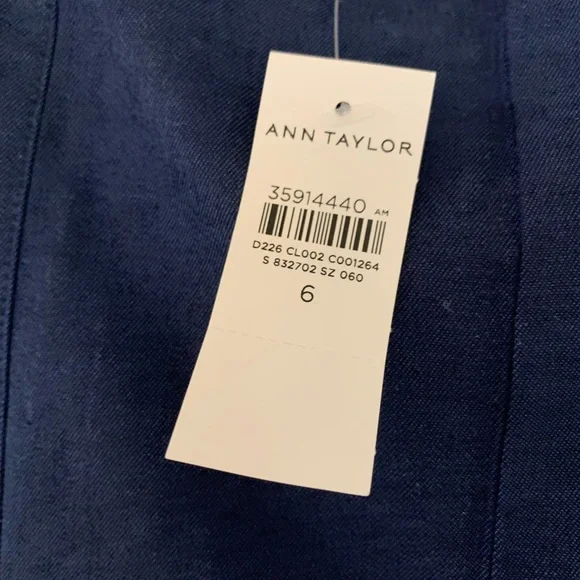 ANN TAYLOR
35914440 AM
D226 CL002 C001264
S 832702 SZ 060
6